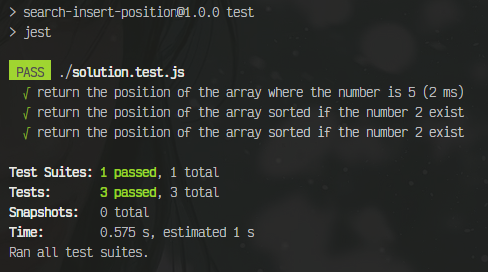 > search-insert-position@1.0.0 test
> jest
PASS ./solution.test.js
√ return the position of the array where the number is 5 (2 ms)
√ return the position of the array sorted if the number 2 exist
√ return the position of the array sorted if the number 2 exist
Test Suites: 1 passed, 1 total
Tests: 3 passed, 3 total
Snapshots: 0 total
Time: 0.575 s, estimated 1 s
Ran all test suites.